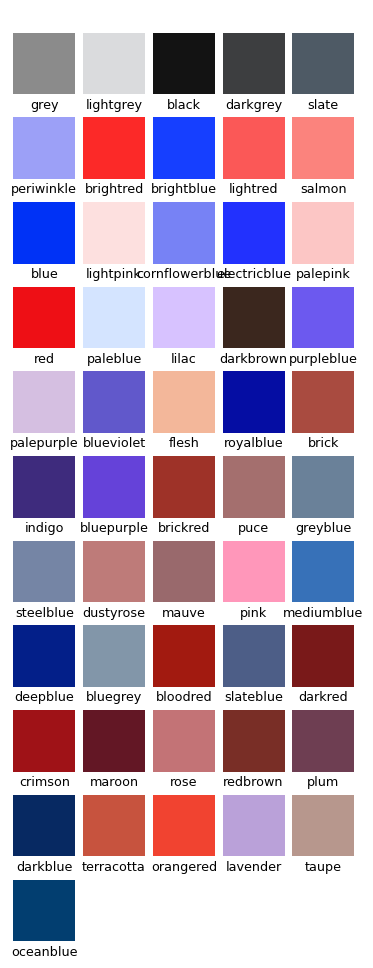 grey lightgrey black darkgrey slate
periwinkle brightred brightblue lightred salmon
blue lightpink cornflowerblue electricblue palepink
red paleblue lilac darkbrown purpleblue
palepurple blueviolet flesh royalblue brick
indigo bluepurple brickred puce greyblue
steelblue dustyrose mauve pink mediumblue
deepblue bluegrey bloodred slateblue darkred
crimson maroon rose redbrown plum
darkblue terracotta orangered lavender taupe
oceanblue